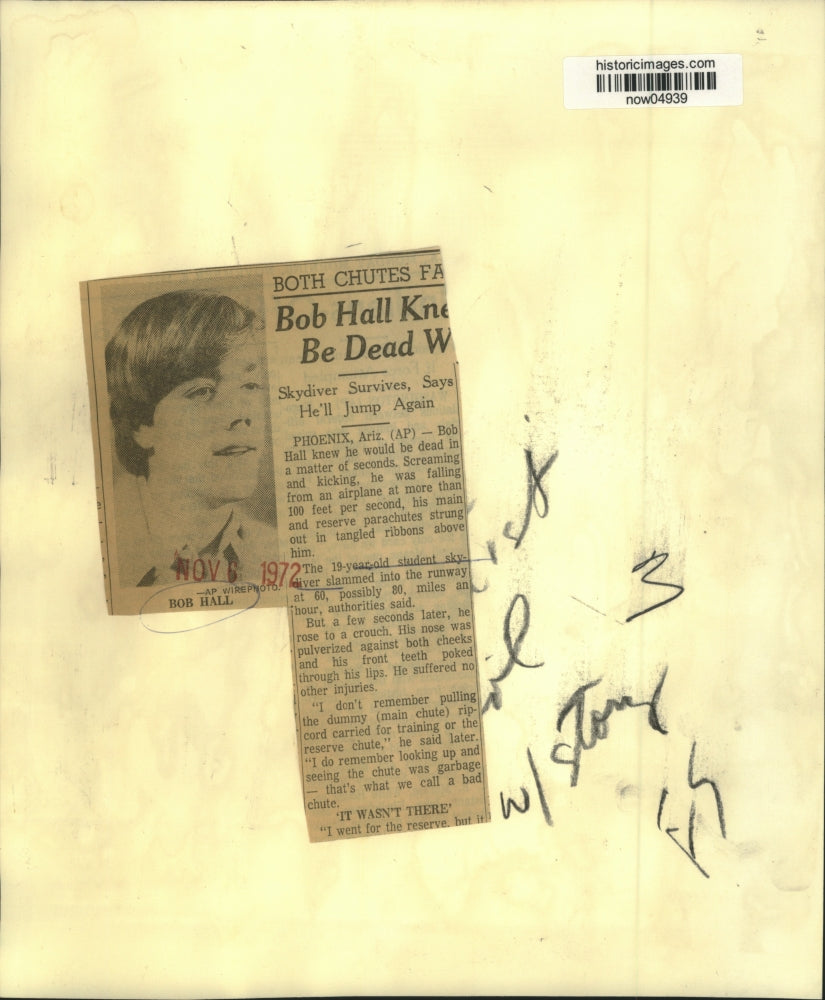 historicimages.com
now04939
BOTH CHUTES FA
Bob Hall Kne
Be Dead W
Skydiver Survives, Says
He'll Jump Again
PHOENIX, Ariz. (AP) — Bob
Hall knew he would be dead in
a matter of seconds. Screaming
and kicking, he was falling
from an airplane at more than
100 feet per second, his main
and reserve parachutes strung
out in tangled ribbons above
him.
The 19-year-old student sky-
diver slammed into the runway
at 60, possibly 80, miles an
hour, authorities said.
But a few seconds later, he
rose to a crouch. His nose was
pulverized against both cheeks
and his front teeth poked
through his lips. He suffered no
other injuries.
"I don't remember pulling
the dummy (main chute) rip-
cord carried for training or the
reserve chute," he said later.
"I do remember looking up and
seeing the chute was garbage
— that's what we call a bad
chute.
'IT WASN'T THERE'
"I went for the reserve, but it
NOV 6 1972
—AP WIREPHOTO.
BOB HALL
3
w/ story